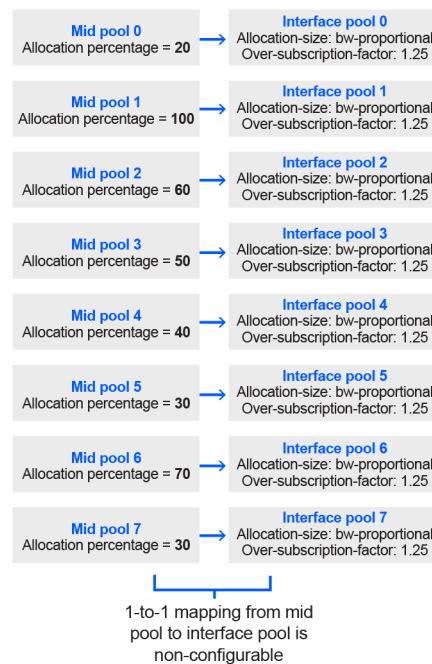 Mid pool 0
Allocation percentage = 20
Interface pool 0
Allocation-size: bw-proportional
Over-subscription-factor: 1.25
Mid pool 1
Allocation percentage = 100
Interface pool 1
Allocation-size: bw-proportional
Over-subscription-factor: 1.25
Mid pool 2
Allocation percentage = 60
Interface pool 2
Allocation-size: bw-proportional
Over-subscription-factor: 1.25
Mid pool 3
Allocation percentage = 50
Interface pool 3
Allocation-size: bw-proportional
Over-subscription-factor: 1.25
Mid pool 4
Allocation percentage = 40
Interface pool 4
Allocation-size: bw-proportional
Over-subscription-factor: 1.25
Mid pool 5
Allocation percentage = 30
Interface pool 5
Allocation-size: bw-proportional
Over-subscription-factor: 1.25
Mid pool 6
Allocation percentage = 70
Interface pool 6
Allocation-size: bw-proportional
Over-subscription-factor: 1.25
Mid pool 7
Allocation percentage = 30
Interface pool 7
Allocation-size: bw-proportional
Over-subscription-factor: 1.25
1-to-1 mapping from mid
pool to interface pool is
non-configurable